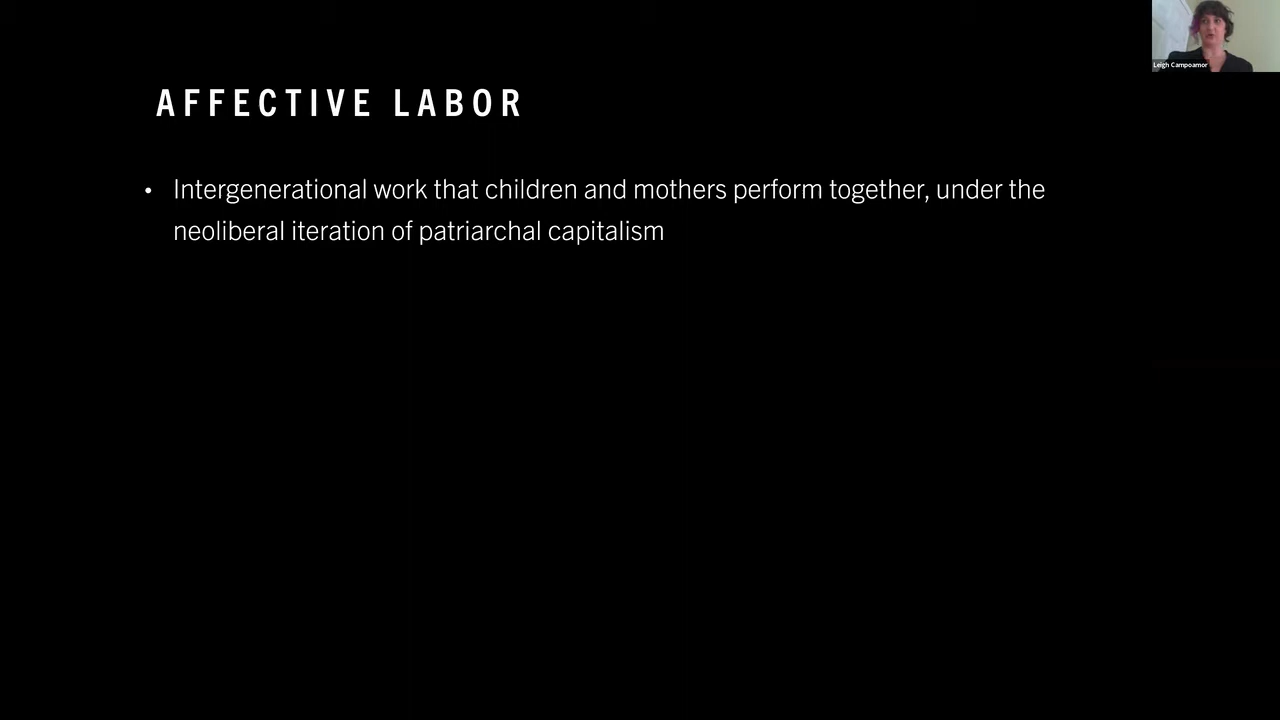 Leigh Campoamor
AFFECTIVE LABOR
• Intergenerational work that children and mothers perform together, under the
neoliberal iteration of patriarchal capitalism